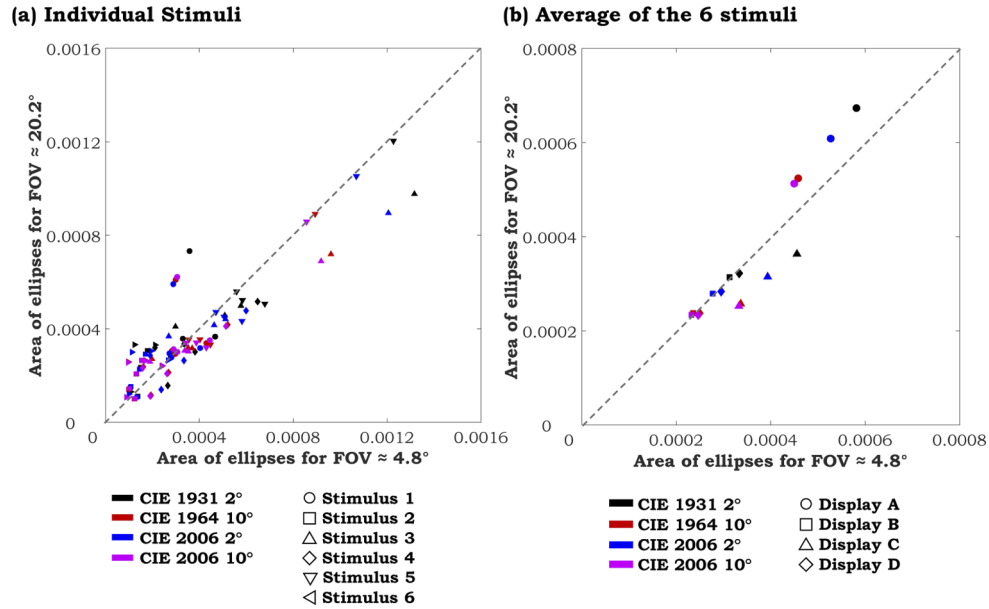 (a) Individual Stimuli
0.0016
0.0012
0.0008
0.0004
0
Area of ellipses for FOV ≈ 20.2°
0
0.0004
0.0008
0.0012
0.0016
Area of ellipses for FOV ≈ 4.8°
CIE 1931 2°
CIE 1964 10°
CIE 2006 2°
CIE 2006 10°
Stimulus 1
Stimulus 2
Stimulus 3
Stimulus 4
Stimulus 5
Stimulus 6
(b) Average of the 6 stimuli
0.0008
0.0006
0.0004
0.0002
0
Area of ellipses for FOV ≈ 20.2°
0
0.0002
0.0004
0.0006
0.0008
Area of ellipses for FOV ≈ 4.8°
CIE 1931 2°
CIE 1964 10°
CIE 2006 2°
CIE 2006 10°
Display A
Display B
Display C
Display D